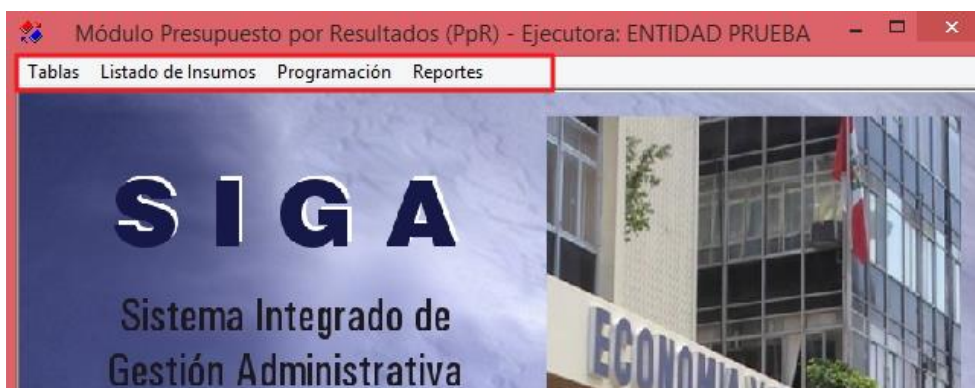 Módulo Presupuesto por Resultados (PpR) - Ejecutora: ENTIDAD PRUEBA
Tablas Listado de Insumos Programación Reportes
SIGA
Sistema Integrado de
Gestión Administrativa
ECONOMIA